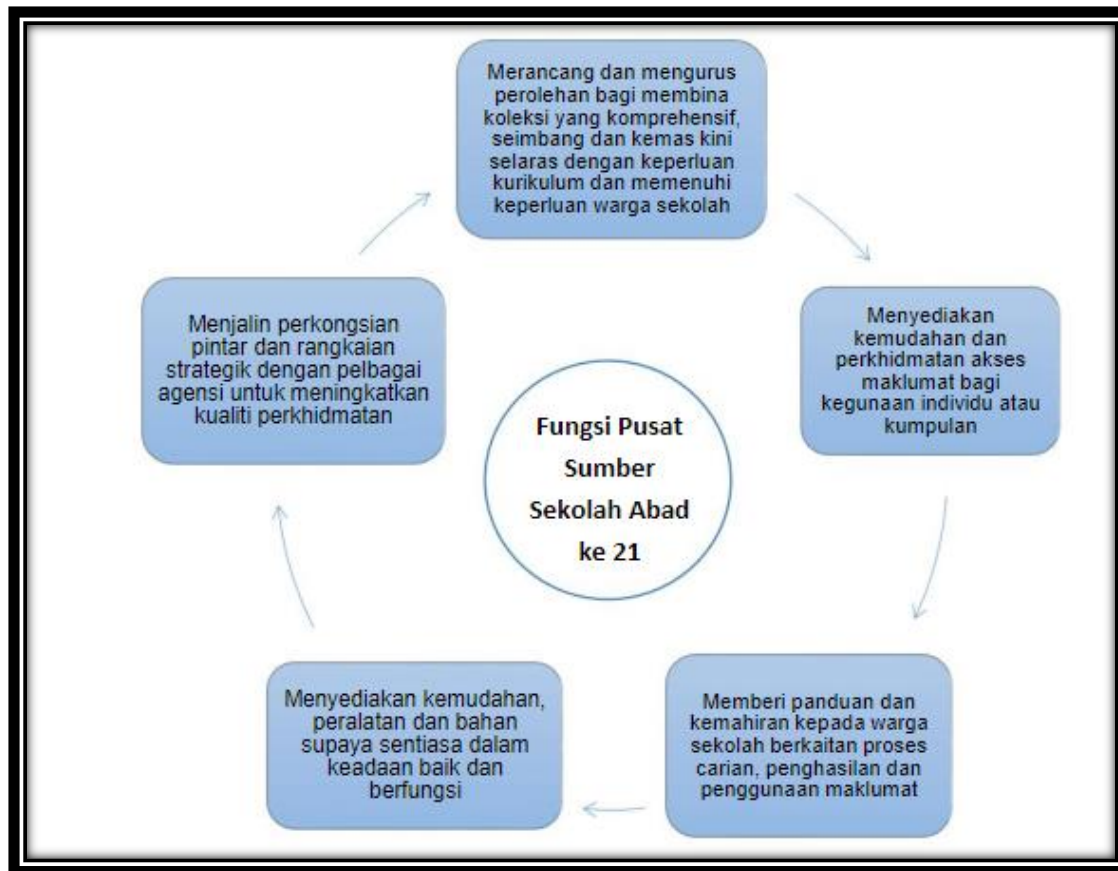 Merancang dan mengurus
perolehan bagi membina
koleksi yang komprehensif,
seimbang dan kemas kini
selaras dengan keperluan
kurikulum dan memenuhi
keperluan warga sekolah
Menyediakan
kemudahan dan
perkhidmatan akses
maklumat bagi
kegunaan individu atau
kumpulan
Memberi panduan dan
kemahiran kepada warga
sekolah berkaitan proses
carian, penghasilan dan
penggunaan maklumat
Menyediakan kemudahan,
peralatan dan bahan
supaya sentiasa dalam
keadaan baik dan
berfungsi
Menjalin perkongsian
pintar dan rangkaian
strategik dengan pelbagai
agensi untuk meningkatkan
kualiti perkhidmatan
Fungsi Pusat
Sumber
Sekolah Abad
ke 21